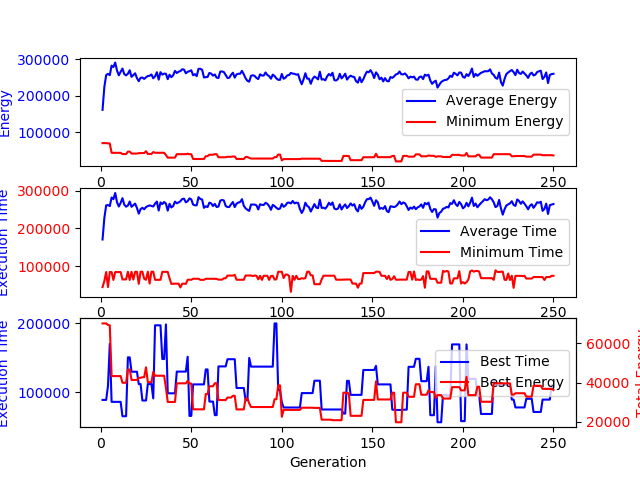 300000
200000
100000
Energy
Average Energy
Minimum Energy
0 50 100 150 200 250
300000
200000
100000
Execution Time
Average Time
Minimum Time
0 50 100 150 200 250
200000
100000
Execution Time
Best Time
Best Energy
60000
40000
20000
Total Energy
0 50 100 150 200 250
Generation